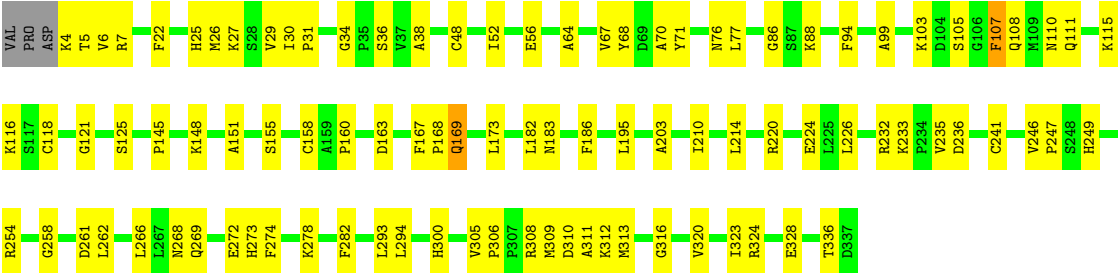 VAL PRO ASP K4 T5 V6 R7 F22 H25 M26 K27 S28 V29 I30 P31 G34 P35 S36 V37 A38 C48 I52 E56 A64 V67 Y68 D69 A70 Y71 N76 L77 G86 S87 K88 F94 A99 K103 D104 S105 G106 F107 Q108 M109 N110 Q111 K115
K116 S117 C118 G121 S125 P145 K148 A151 S155 C158 A159 P160 D163 F167 P168 Q169 L173 L182 N183 F186 L195 A203 I210 L214 R220 E224 L225 L226 R232 K233 P234 V235 D236 C241 V246 P247 S248 H249
R254 G258 D261 L262 L266 L267 N268 Q269 E272 H273 F274 K278 F282 L293 L294 H300 V305 P306 P307 R308 M309 D310 A311 K312 M313 G316 V320 I323 R324 E328 T336 D337